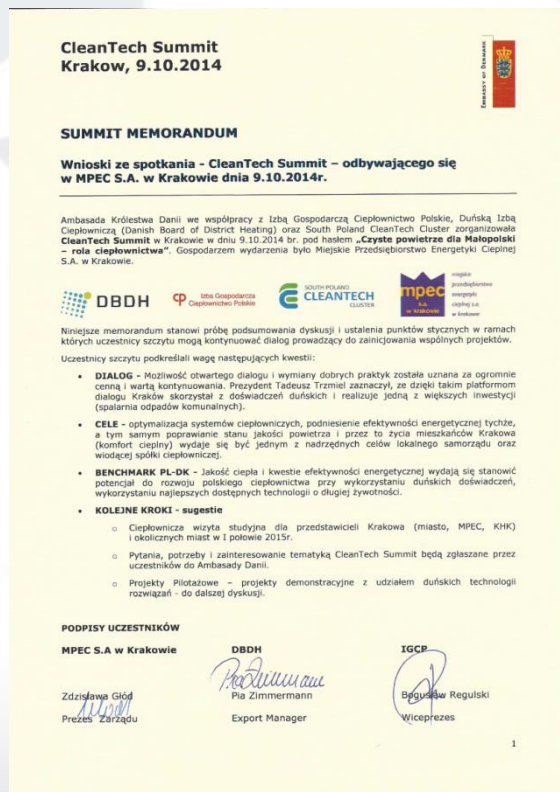 CleanTech Summit
Krakow, 9.10.2014
EMBASSY OF DENMARK
SUMMIT MEMORANDUM
Wnioski ze spotkania - CleanTech Summit – odbywającego się
w MPEC S.A. w Krakowie dnia 9.10.2014r.
Ambasada Królestwa Danii we współpracy z Izbą Gospodarczą Ciepłownictwo Polskie, Duńską Izbą
Ciepłowniczą (Danish Board of District Heating) oraz South Poland CleanTech Cluster zorganizowała
CleanTech Summit w Krakowie w dniu 9.10.2014 br. pod hasłem „Czyste powietrze dla Małopolski
– rola ciepłownictwa". Gospodarzem wydarzenia było Miejskie Przedsiębiorstwo Energetyki Cieplnej
S.A. w Krakowie.
DBDH
Izba Gospodarcza
Ciepłownictwo Polskie
SOUTH POLAND
CLEANTECH
CLUSTER
mpec
s.a.
w krakowie
miejskie
przedsiębiorstwo
energetyki
cieplnej s.a.
w krakowie
Niniejsze memorandum stanowi próbę podsumowania dyskusji i ustalenia punktów stycznych w ramach
których uczestnicy szczytu mogą kontynuować dialog prowadzący do zainicjowania wspólnych projektów.
Uczestnicy szczytu podkreślali wagę następujących kwestii:
• DIALOG - Możliwość otwartego dialogu i wymiany dobrych praktyk została uznana za ogromnie
cenną i wartą kontynuowania. Prezydent Tadeusz Trzmiel zaznaczył, ze dzięki takim platformom
dialogu Kraków skorzystał z doświadczeń duńskich i realizuje jedną z większych inwestycji
(spalarnia odpadów komunalnych).
• CELE - optymalizacja systemów ciepłowniczych, podniesienie efektywności energetycznej tychże,
a tym samym poprawianie stanu jakości powietrza i przez to życia mieszkańców Krakowa
(komfort cieplny) wydaje się być jednym z nadrzędnych celów lokalnego samorządu oraz
wiodącej spółki ciepłowniczej.
• BENCHMARK PL-DK - Jakość ciepła i kwestie efektywności energetycznej wydają się stanowić
potencjał do rozwoju polskiego ciepłownictwa przy wykorzystaniu duńskich doświadczeń,
wykorzystaniu najlepszych dostępnych technologii o długiej żywotności.
• KOLEJNE KROKI - sugestie
o Ciepłownicza wizyta studyjna dla przedstawicieli Krakowa (miasto, MPEC, KHK)
i okolicznych miast w I połowie 2015r.
o Pytania, potrzeby i zainteresowanie tematyką CleanTech Summit będą zgłaszane przez
uczestników do Ambasady Danii.
o Projekty Pilotażowe – projekty demonstracyjne z udziałem duńskich technologii
rozwiązań - do dalszej dyskusji.
PODPISY UCZESTNIKÓW
MPEC S.A w Krakowie DBDH IGCP
Pia Zimmermann
Zdzisława Głód Pia Zimmermann Bogusław Regulski
Prezes Zarządu Export Manager Wiceprezes
1